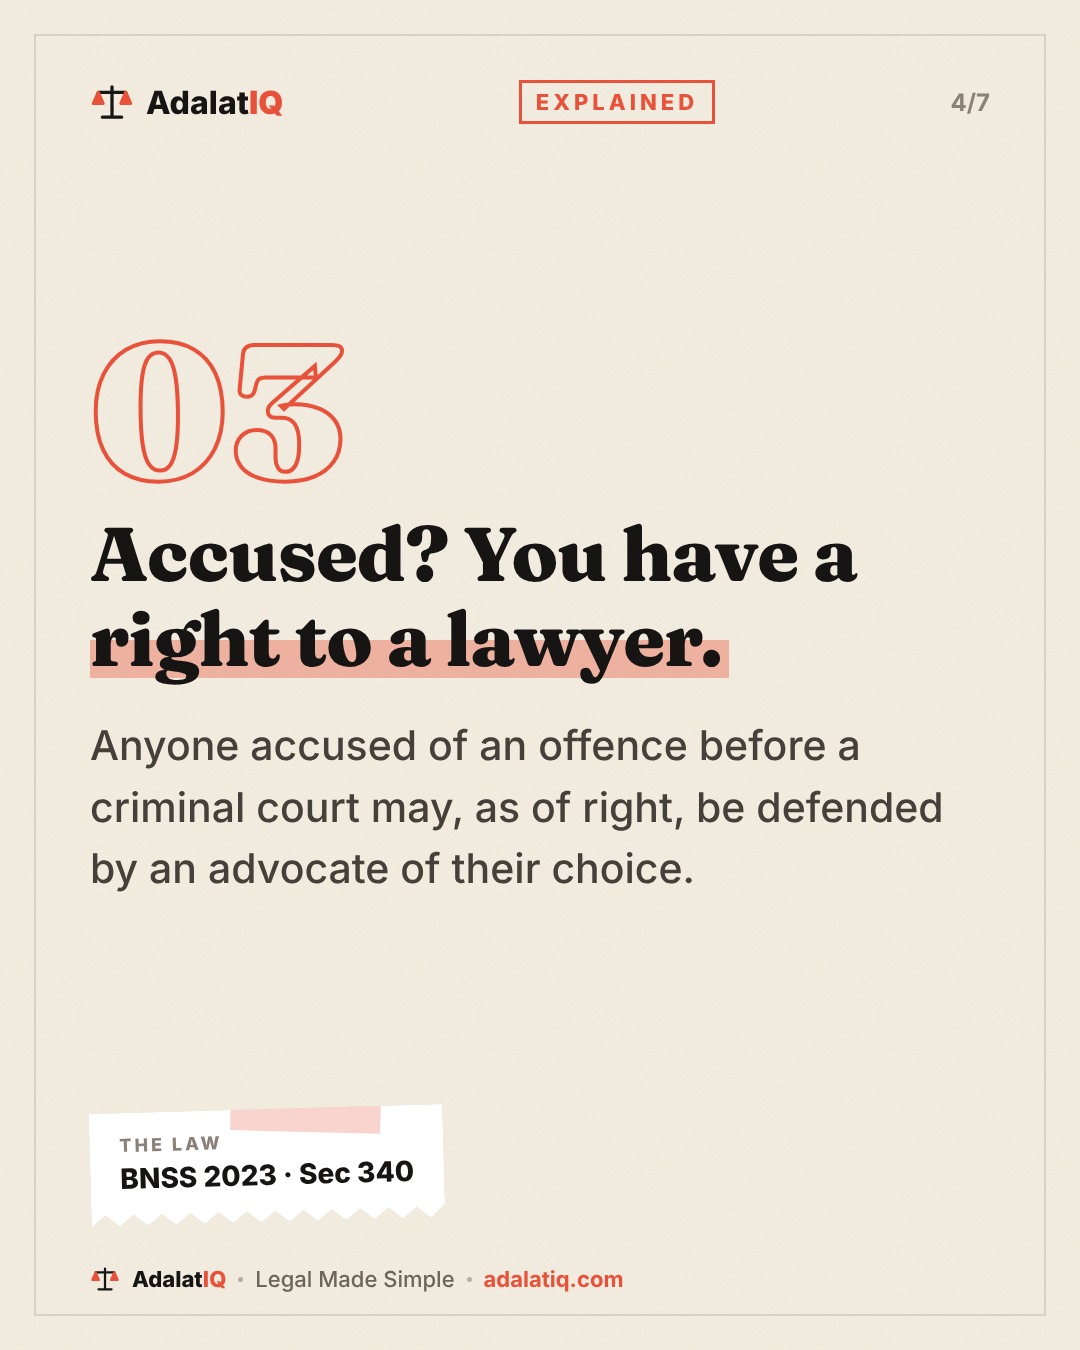 AdalatIQ
EXPLAINED
4/7
03
Accused? You have a
right to a lawyer.
Anyone accused of an offence before a
criminal court may, as of right, be defended
by an advocate of their choice.
THE LAW
BNSS 2023 · Sec 340
AdalatIQ • Legal Made Simple • adalatiq.com